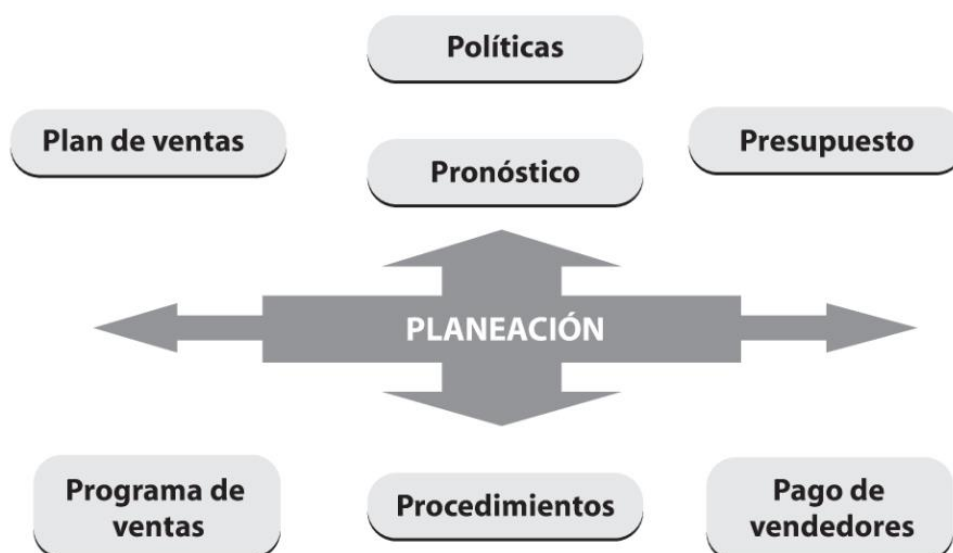 Políticas
Plan de ventas
Pronóstico
Presupuesto
PLANEACIÓN
Programa de
ventas
Procedimientos
Pago de
vendedores